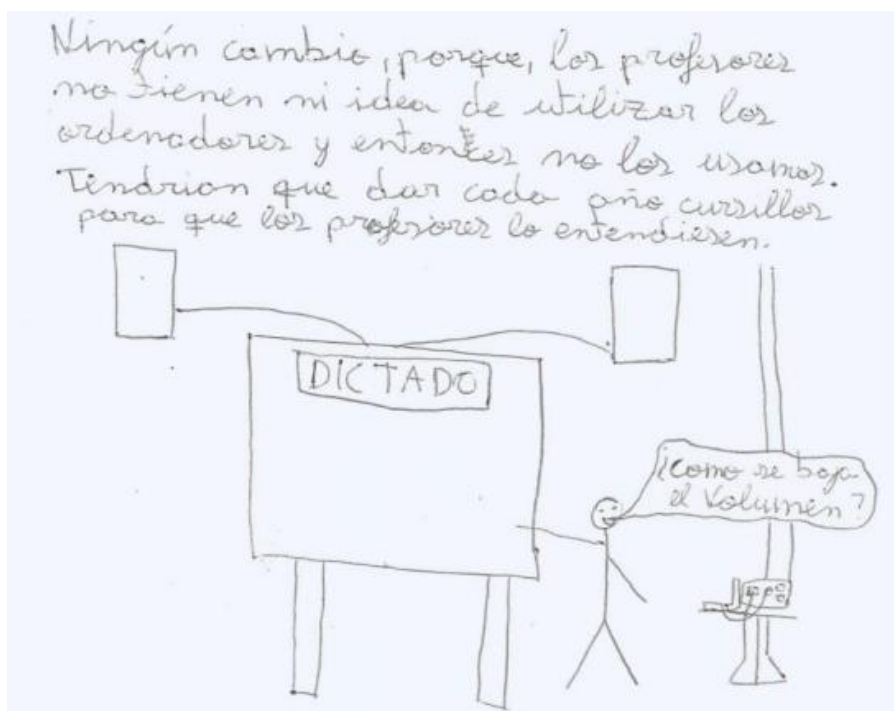 Ningún cambio, porque, los profesores
no tienen ni idea de utilizar los
ordenadores y entonces no los usamos.
Tendrian que dar cada año cursillos
para que los profesores lo entendiesen.
DICTADO
¿como se baja
el Volumen?